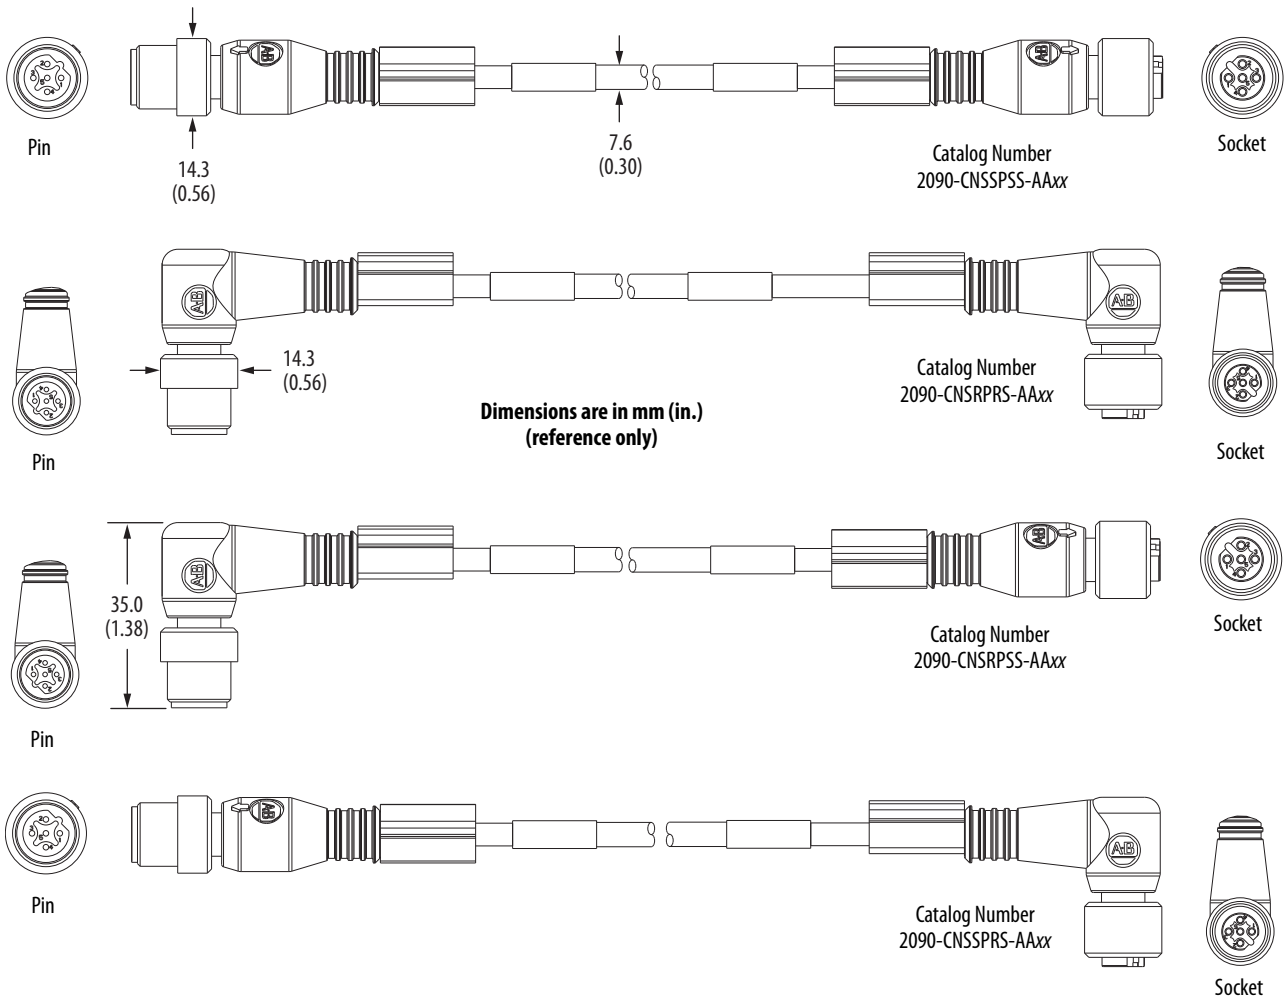 Pin
14.3
(0.56)
7.6
(0.30)
Catalog Number
2090-CNSSPSS-AAxx
Socket
A-B
A-B
Pin
14.3
(0.56)
Dimensions are in mm (in.)
(reference only)
Catalog Number
2090-CNSRPRS-AAxx
Socket
A-B
A-B
Pin
35.0
(1.38)
Catalog Number
2090-CNSRPSS-AAxx
Socket
A-B
A-B
Pin
Catalog Number
2090-CNSSPRS-AAxx
Socket
A-B
A-B